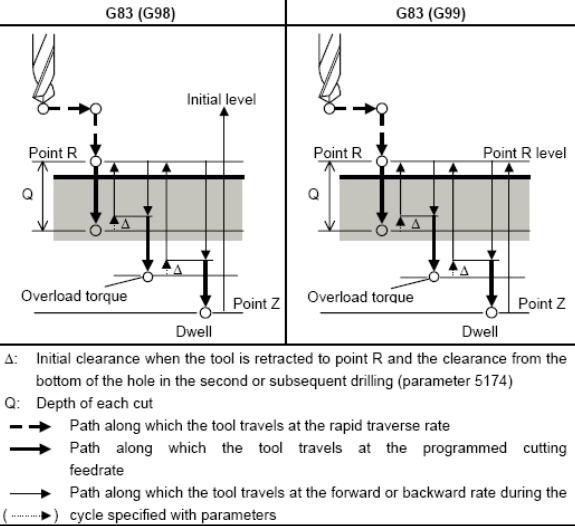 G83 (G98)
G83 (G99)
Initial level
Point R
Q
Δ
Δ
Overload torque
Point Z
Dwell
Point R
Point R level
Q
Δ
Δ
Overload torque
Point Z
Dwell
Δ: Initial clearance when the tool is retracted to point R and the clearance from the
bottom of the hole in the second or subsequent drilling (parameter 5174)
Q: Depth of each cut
Path along which the tool travels at the rapid traverse rate
Path along which the tool travels at the programmed cutting
feedrate
Path along which the tool travels at the forward or backward rate during the
( ) cycle specified with parameters